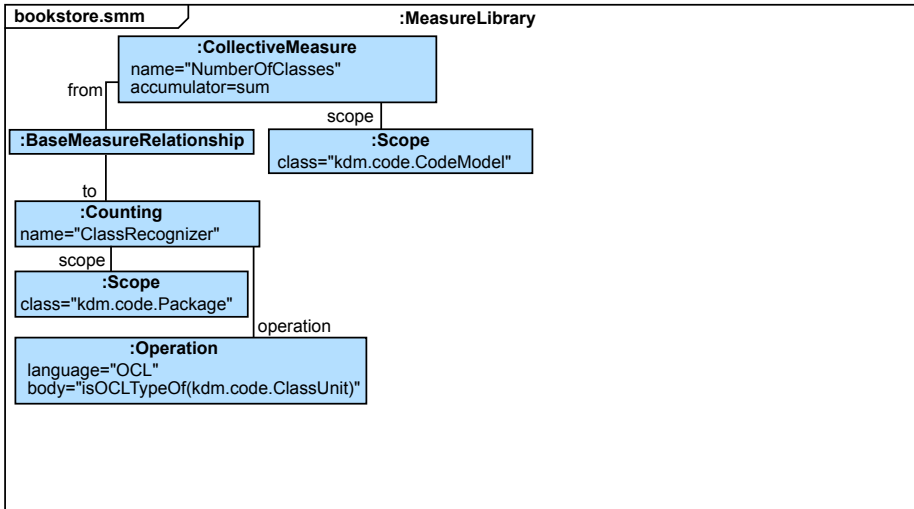 bookstore.smm
:MeasureLibrary
:CollectiveMeasure
name="NumberOfClasses"
accumulator=sum
from
scope
:BaseMeasureRelationship
:Scope
class="kdm.code.CodeModel"
to
:Counting
name="ClassRecognizer"
scope
:Scope
class="kdm.code.Package"
operation
:Operation
language="OCL"
body="isOCLTypeOf(kdm.code.ClassUnit)"